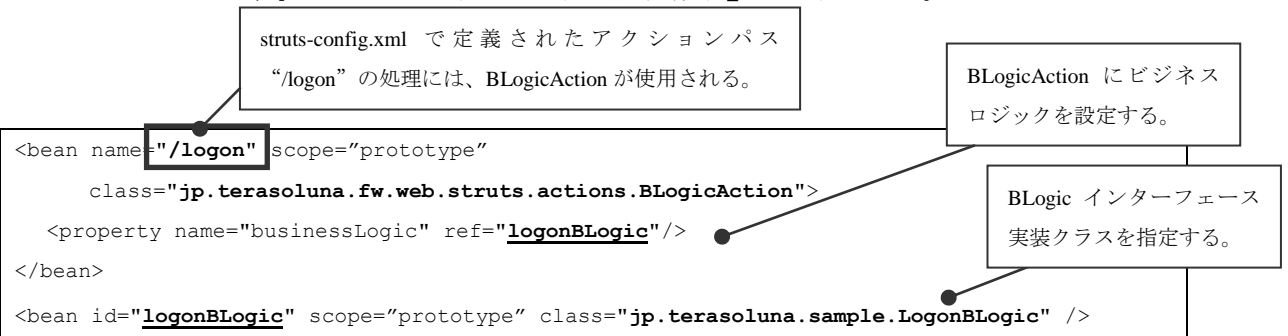 struts-config.xml で定義されたアクションパス
“/logon”の処理には、BLogicAction が使用される。
BLogicAction にビジネス
ロジックを設定する。
<bean name="/logon" scope=”prototype”
class="jp.terasoluna.fw.web.struts.actions.BLogicAction">
BLogic インターフェース
実装クラスを指定する。
<property name="businessLogic" ref="logonBLogic"/>
</bean>
<bean id="logonBLogic" scope=”prototype” class="jp.terasoluna.sample.LogonBLogic" />